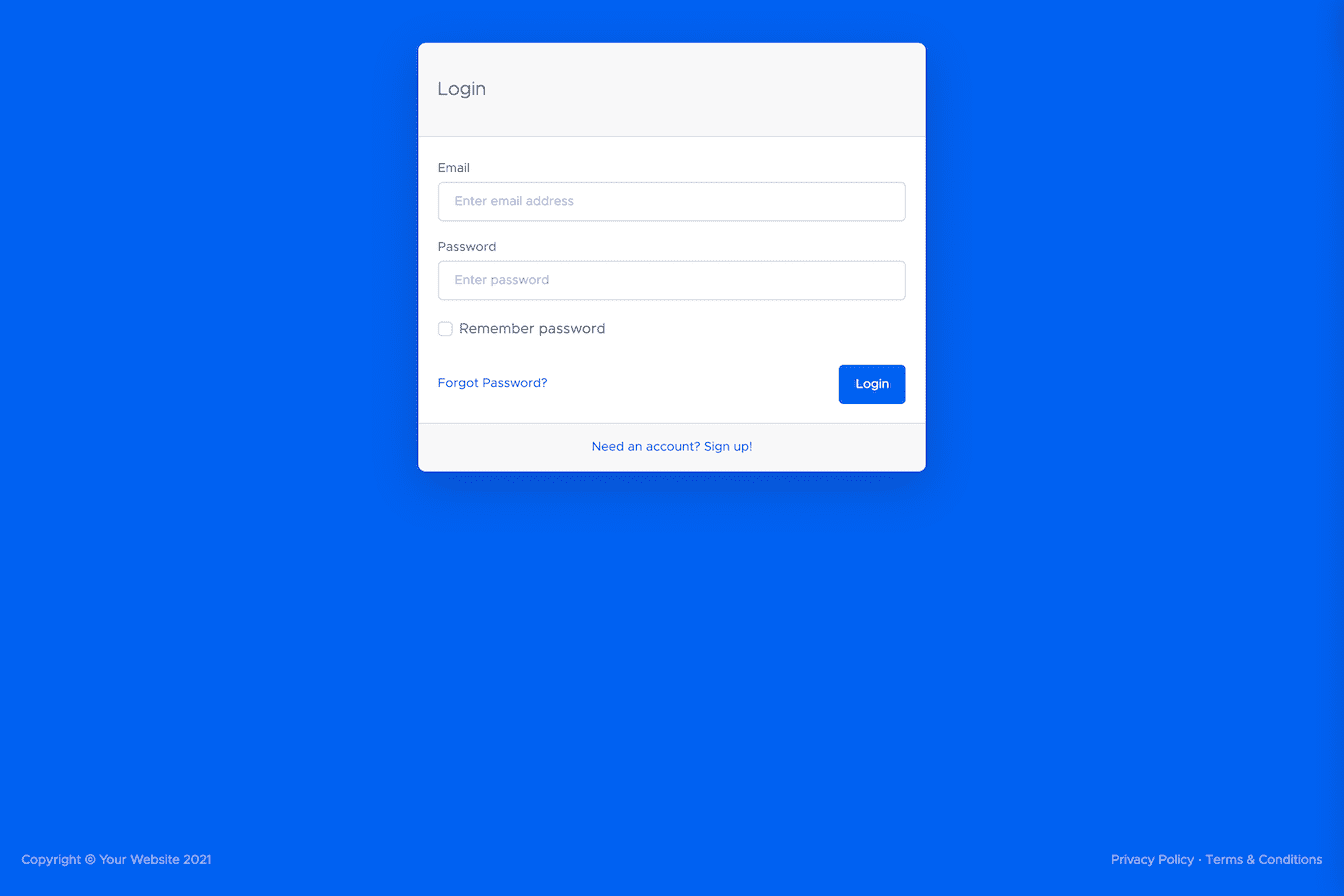 Login
Email
Enter email address
Password
Enter password
Remember password
Forgot Password?
Login
Need an account? Sign up!
Copyright © Your Website 2021
Privacy Policy · Terms & Conditions